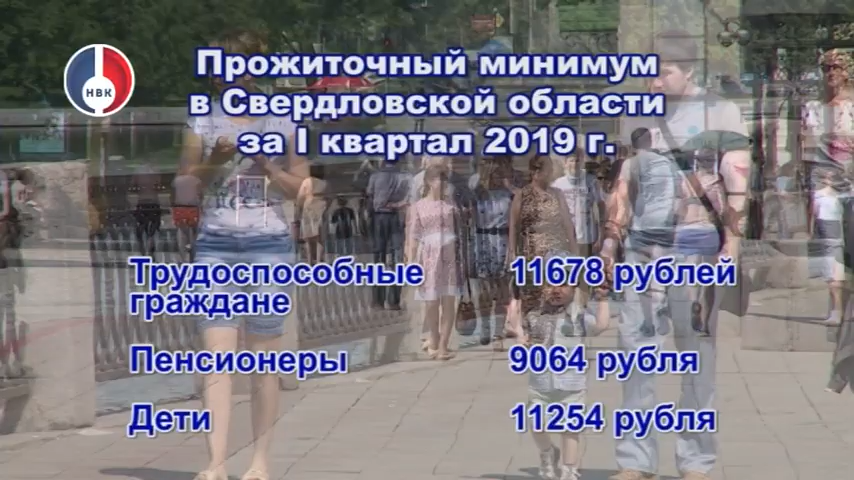 НВК
Прожиточный минимум
в Свердловской области
за I квартал 2019 г.
Трудоспособные 11678 рублей
граждане
Пенсионеры 9064 рубля
Дети 11254 рубля